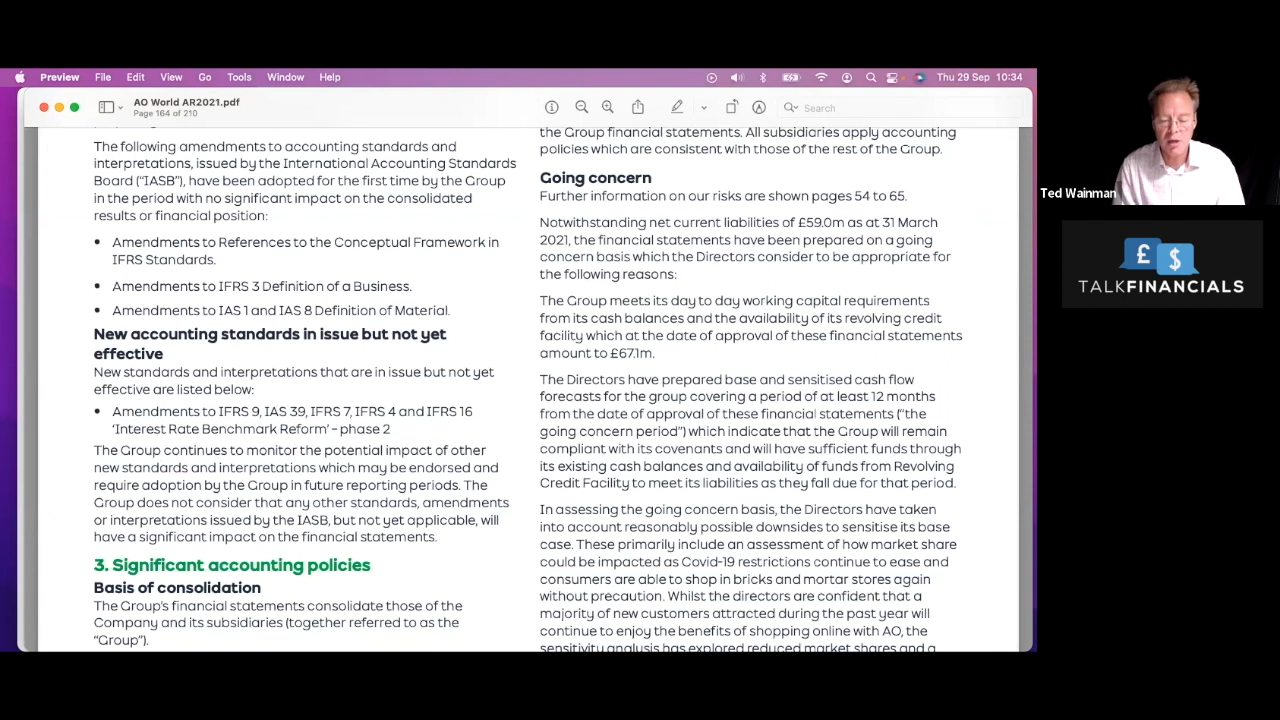 Preview File Edit View Go Tools Window Help
Thu 29 Sep 10:34
AO World AR2021.pdf
Page 164 of 210
Search
The following amendments to accounting standards and
interpretations, issued by the International Accounting Standards
Board (“IASB”), have been adopted for the first time by the Group
in the period with no significant impact on the consolidated
results or financial position:
• Amendments to References to the Conceptual Framework in
IFRS Standards.
• Amendments to IFRS 3 Definition of a Business.
• Amendments to IAS 1 and IAS 8 Definition of Material.
New accounting standards in issue but not yet
effective
New standards and interpretations that are in issue but not yet
effective are listed below:
• Amendments to IFRS 9, IAS 39, IFRS 7, IFRS 4 and IFRS 16
‘Interest Rate Benchmark Reform’ – phase 2
The Group continues to monitor the potential impact of other
new standards and interpretations which may be endorsed and
require adoption by the Group in future reporting periods. The
Group does not consider that any other standards, amendments
or interpretations issued by the IASB, but not yet applicable, will
have a significant impact on the financial statements.
3. Significant accounting policies
Basis of consolidation
The Group’s financial statements consolidate those of the
Company and its subsidiaries (together referred to as the
“Group”).
the Group financial statements. All subsidiaries apply accounting
policies which are consistent with those of the rest of the Group.
Going concern
Further information on our risks are shown pages 54 to 65.
Notwithstanding net current liabilities of £59.0m as at 31 March
2021, the financial statements have been prepared on a going
concern basis which the Directors consider to be appropriate for
the following reasons:
The Group meets its day to day working capital requirements
from its cash balances and the availability of its revolving credit
facility which at the date of approval of these financial statements
amount to £67.1m.
The Directors have prepared base and sensitised cash flow
forecasts for the group covering a period of at least 12 months
from the date of approval of these financial statements (“the
going concern period”) which indicate that the Group will remain
compliant with its covenants and will have sufficient funds through
its existing cash balances and availability of funds from Revolving
Credit Facility to meet its liabilities as they fall due for that period.
In assessing the going concern basis, the Directors have taken
into account reasonably possible downsides to sensitise its base
case. These primarily include an assessment of how market share
could be impacted as Covid-19 restrictions continue to ease and
consumers are able to shop in bricks and mortar stores again
without precaution. Whilst the directors are confident that a
majority of new customers attracted during the past year will
continue to enjoy the benefits of shopping online with AO, the
sensitivity analysis has explored reduced market shares and a
Ted Wainman
£ $
TALKFINANCIALS